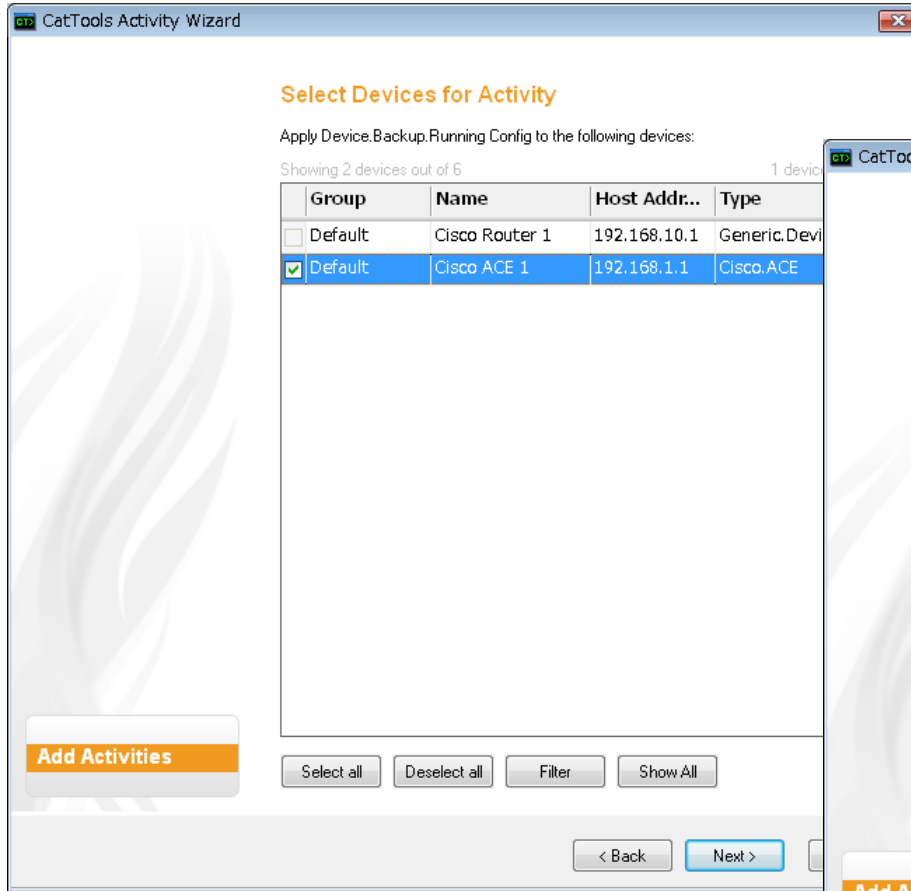 CatTools Activity Wizard
Select Devices for Activity
Apply Device.Backup.Running Config to the following devices:
Showing 2 devices out of 6 1 device
Group Name Host Addr... Type
Default Cisco Router 1 192.168.10.1 Generic.Devi
Default Cisco ACE 1 192.168.1.1 Cisco.ACE
Add Activities
Select all Deselect all Filter Show All
< Back Next >
CatToo
Add A